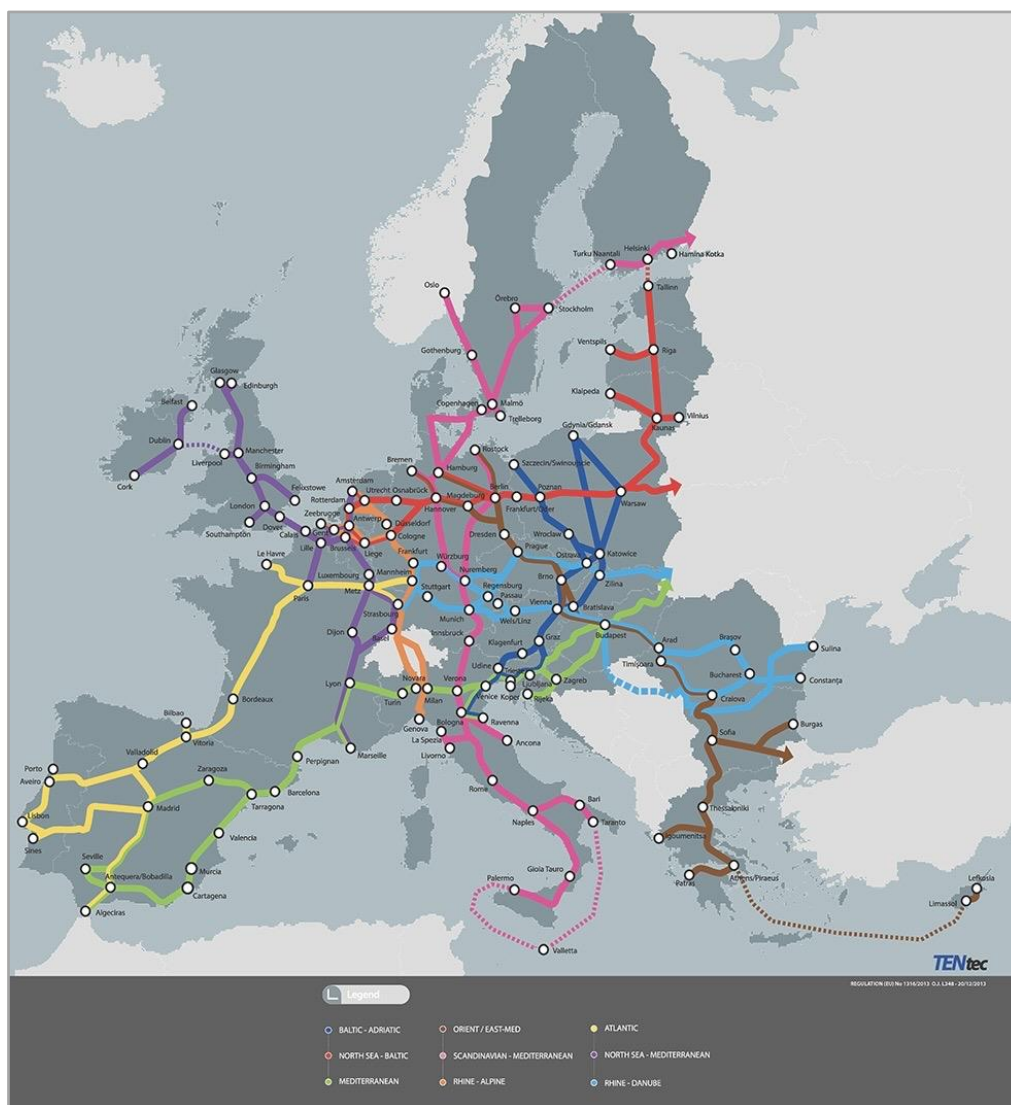 Turku Naantali
Helsinki
Hamina Kotka
Tallinn
Oslo
Örebro
Stockholm
Ventspils
Riga
Gothenburg
Klaipeda
Glasgow
Edinburgh
Copenhagen
Malmö
Trelleborg
Vilnius
Kaunas
Belfast
Gdynia/Gdansk
Dublin
Manchester
Liverpool
Rostock
Szczecin/Swinoujscie
Cork
Birmingham
Bremen
Hamburg
Felixstowe
Amsterdam
Utrecht
Osnabrück
Magdeburg
Berlin
Poznan
London
Rotterdam
Zeebrugge
Hannover
Frankfurt/Oder
Warsaw
Southampton
Dover
Calais
Antwerp
Düsseldorf
Cologne
Dresden
Wroclaw
Lille
Brussels
Liege
Prague
Ostrava
Katowice
Le Havre
Frankfurt
Würzburg
Luxembourg
Mannheim
Nuremberg
Brno
Zilina
Paris
Metz
Stuttgart
Regensburg
Passau
Strasbourg
Vienna
Bratislava
Munich
Wels/Linz
Dijon
Basel
Innsbruck
Klagenfurt
Graz
Budapest
Arad
Braşov
Sulina
Udine
Timişoara
Bucharest
Constanţa
Lyon
Novara
Verona
Ljubljana
Zagreb
Turin
Milan
Venice
Koper
Rijeka
Craiova
Bordeaux
Genova
Bologna
Ravenna
Sofia
Burgas
Bilbao
Vitoria
La Spezia
Livorno
Ancona
Marseille
Valladolid
Perpignan
Porto
Aveiro
Zaragoza
Rome
Barcelona
Madrid
Tarragona
Bari
Naples
Taranto
Thessaloniki
Lisbon
Sines
Valencia
Igoumenitsa
Seville
Murcia
Gioia Tauro
Athens/Piraeus
Antequera/Bobadilla
Cartagena
Palermo
Patras
Lefkosia
Limassol
Algeciras
Valletta
TENtec
REGULATION (EU) No 1316/2013 O.J. L348 - 20/12/2013
Legend
BALTIC - ADRIATIC
ORIENT / EAST-MED
ATLANTIC
NORTH SEA - BALTIC
SCANDINAVIAN - MEDITERRANEAN
NORTH SEA - MEDITERRANEAN
MEDITERRANEAN
RHINE - ALPINE
RHINE - DANUBE